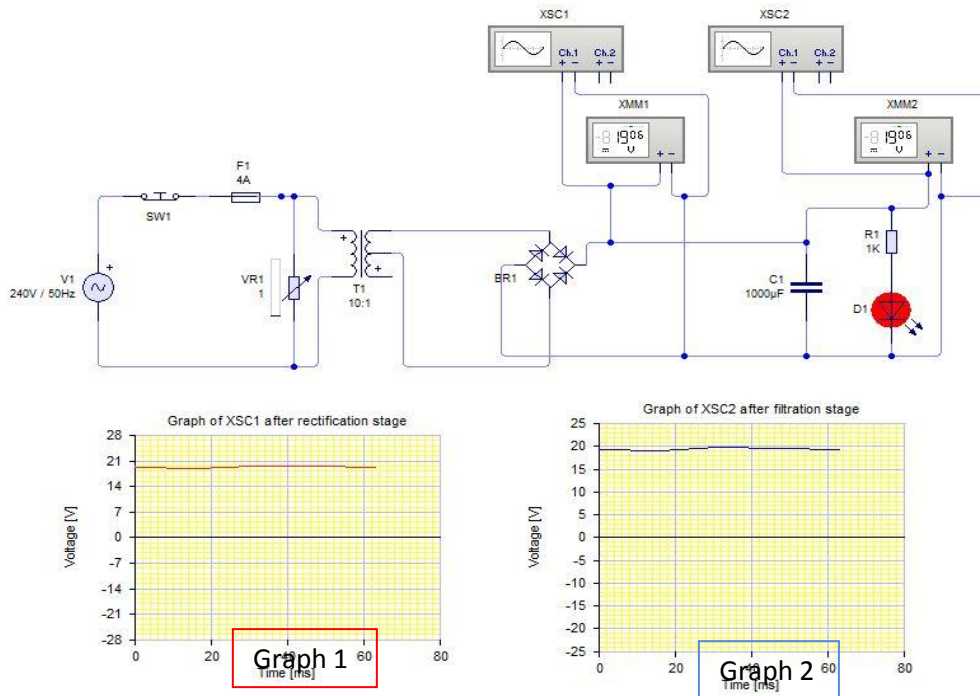 XSC1
XSC2
Ch.1 Ch.2
+ − + −
Ch.1 Ch.2
+ − + −
XMM1
XMM2
-81906
= V
+ −
-81906
= V
+ −
F1
4A
SW1
V1
240V / 50Hz
+
VR1
1
+
+
T1
10:1
BR1
C1
1000µF
R1
1K
D1
Graph of XSC1 after rectification stage
Voltage [V]
28
21
14
7
0
-7
-14
-21
-28
0 20 40 60 80
Time [ms]
Graph 1
Graph of XSC2 after filtration stage
Voltage [V]
25
20
15
10
5
0
-5
-10
-15
-20
-25
0 20 40 60 80
Time [ms]
Graph 2